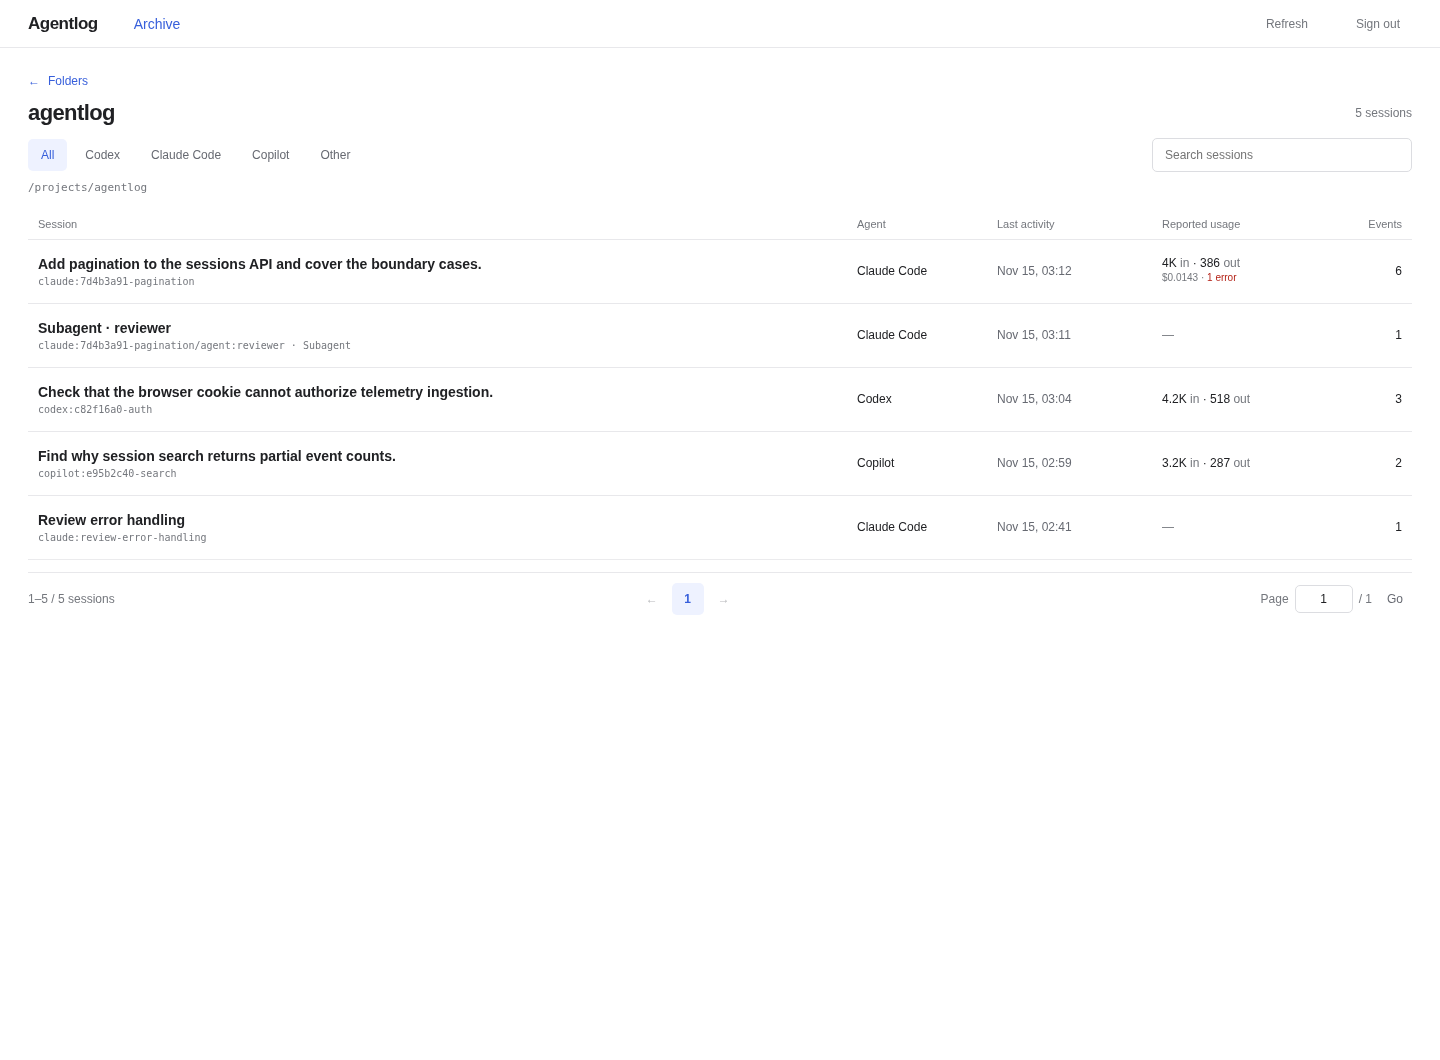 Agentlog Archive Refresh Sign out
← Folders
agentlog 5 sessions
All Codex Claude Code Copilot Other Search sessions
/projects/agentlog
Session Agent Last activity Reported usage Events
Add pagination to the sessions API and cover the boundary cases.
claude:7d4b3a91-pagination
Claude Code Nov 15, 03:12
4K in · 386 out
$0.0143 · 1 error
6
Subagent · reviewer
claude:7d4b3a91-pagination/agent:reviewer · Subagent
Claude Code Nov 15, 03:11 — 1
Check that the browser cookie cannot authorize telemetry ingestion.
codex:c82f16a0-auth
Codex Nov 15, 03:04 4.2K in · 518 out 3
Find why session search returns partial event counts.
copilot:e95b2c40-search
Copilot Nov 15, 02:59 3.2K in · 287 out 2
Review error handling
claude:review-error-handling
Claude Code Nov 15, 02:41 — 1
1–5 / 5 sessions ← 1 → Page 1 / 1 Go